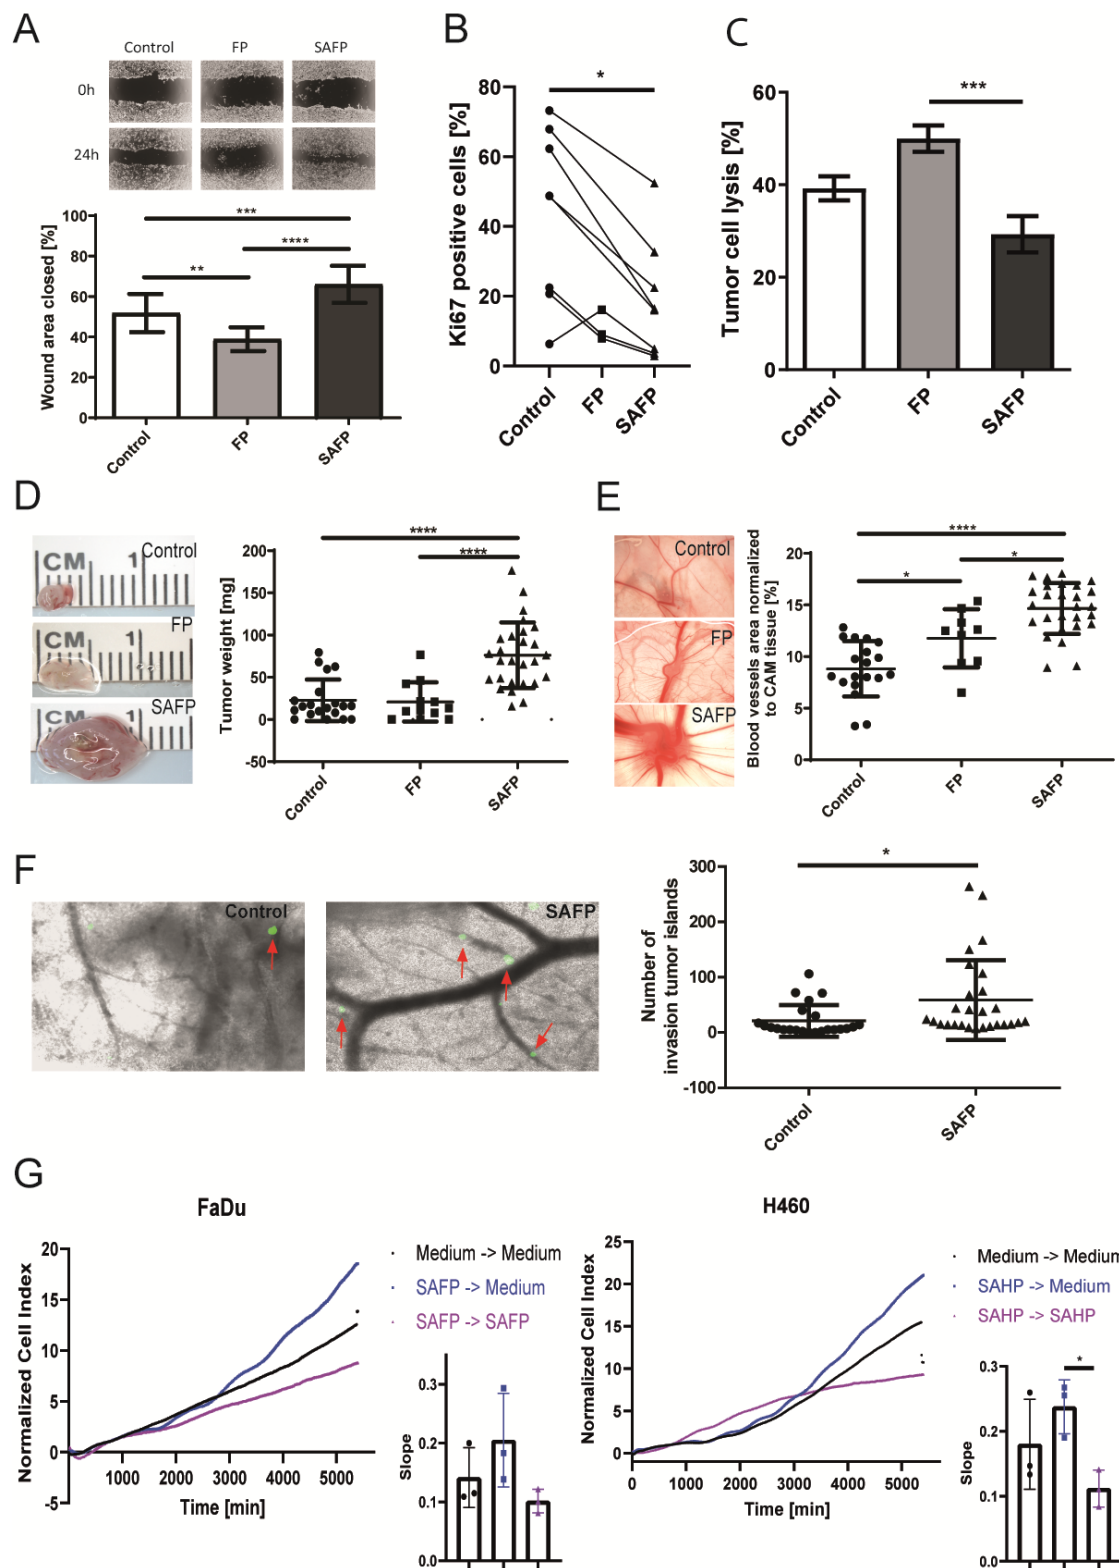 A
Control FP SAFP
0h
24h
Wound area closed [%]
100
80
60
40
20
0
***
****
**
Control FP SAFP
B
Ki67 positive cells [%]
80
60
40
20
0
*
Control FP SAFP
C
Tumor cell lysis [%]
60
40
20
0
***
Control FP SAFP
D
CM 1 Control
CM 1 FP
CM 1 SAFP
Tumor weight [mg]
200
150
100
50
0
-50
****
****
Control FP SAFP
E
Control
FP
SAFP
Blood vessels area normalized
to CAM tissue [%]
20
15
10
5
0
****
*
*
Control FP SAFP
F
Control
SAFP
Number of
invasion tumor islands
300
200
100
0
-100
*
Control SAFP
G
FaDu
Normalized Cell Index
20
15
10
5
0
-5
1000 2000 3000 4000 5000
Time [min]
Medium -> Medium
SAFP -> Medium
SAFP -> SAFP
Slope
0.3
0.2
0.1
0.0
H460
Normalized Cell Index
25
20
15
10
5
0
0 1000 2000 3000 4000 5000
Time [min]
Medium -> Medium
SAHP -> Medium
SAHP -> SAHP
Slope
0.3
0.2
0.1
0.0
*